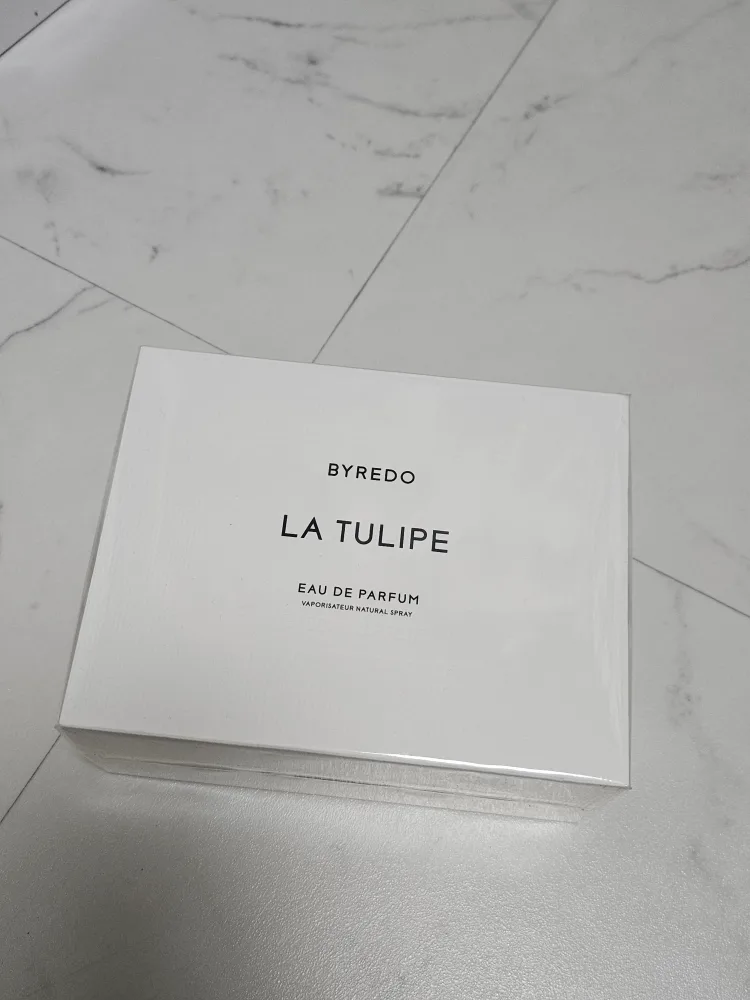 BYREDO
LA TULIPE
EAU DE PARFUM
VAPORISATEUR NATURAL SPRAY